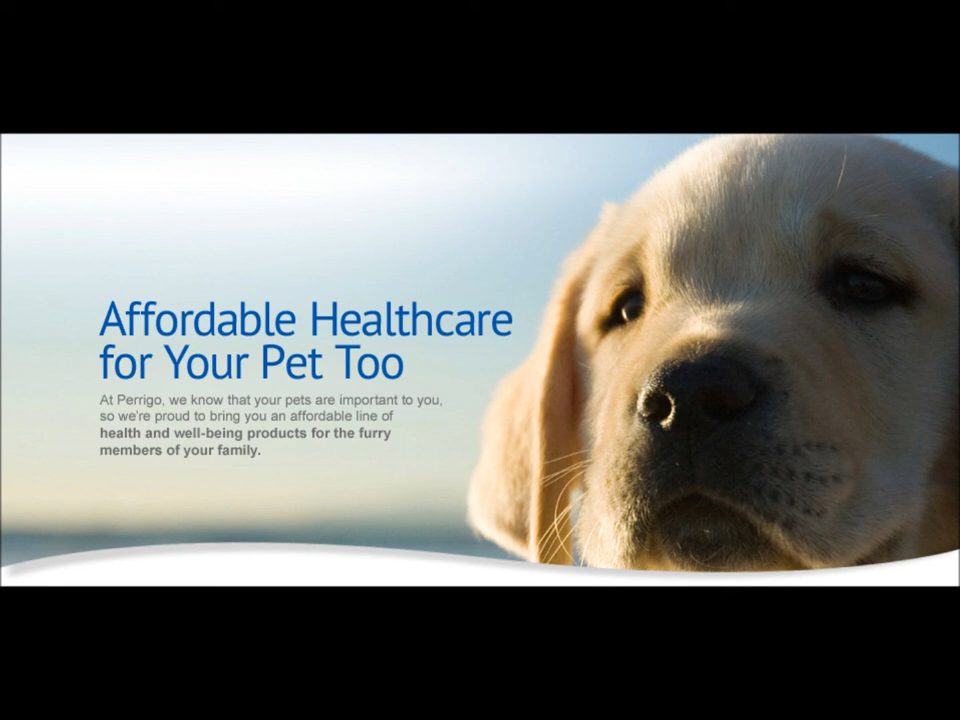 Affordable Healthcare
for Your Pet Too
At Perrigo, we know that your pets are important to you,
so we're proud to bring you an affordable line of
health and well-being products for the furry
members of your family.